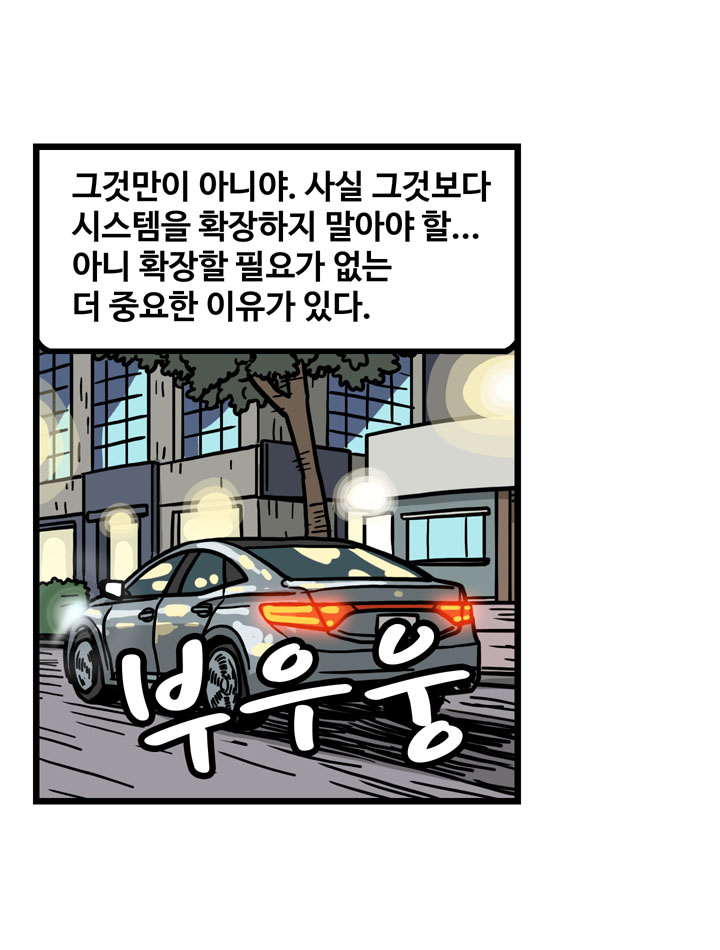 그것만이 아니야. 사실 그것보다
시스템을 확장하지 말아야 할...
아니 확장할 필요가 없는
더 중요한 이유가 있다.
부우웅